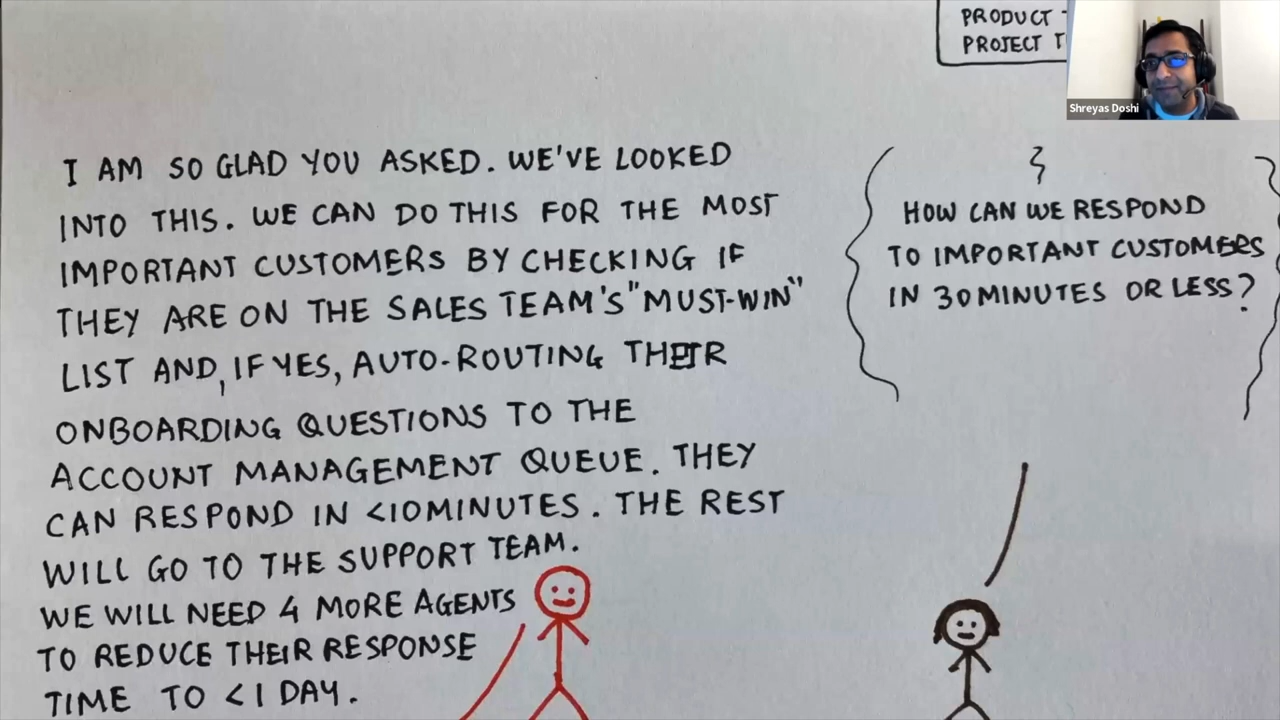 PRODUCT -
PROJECT T
Shreyas Doshi
I AM SO GLAD YOU ASKED. WE'VE LOOKED
INTO THIS. WE CAN DO THIS FOR THE MOST
IMPORTANT CUSTOMERS BY CHECKING IF
THEY ARE ON THE SALES TEAM'S "MUST-WIN"
LIST AND, IF YES, AUTO-ROUTING THEIR
ONBOARDING QUESTIONS TO THE
ACCOUNT MANAGEMENT QUEUE. THEY
CAN RESPOND IN <10 MINUTES. THE REST
WILL GO TO THE SUPPORT TEAM.
WE WILL NEED 4 MORE AGENTS
TO REDUCE THEIR RESPONSE
TIME TO <1 DAY.
HOW CAN WE RESPOND
TO IMPORTANT CUSTOMERS
IN 30 MINUTES OR LESS?